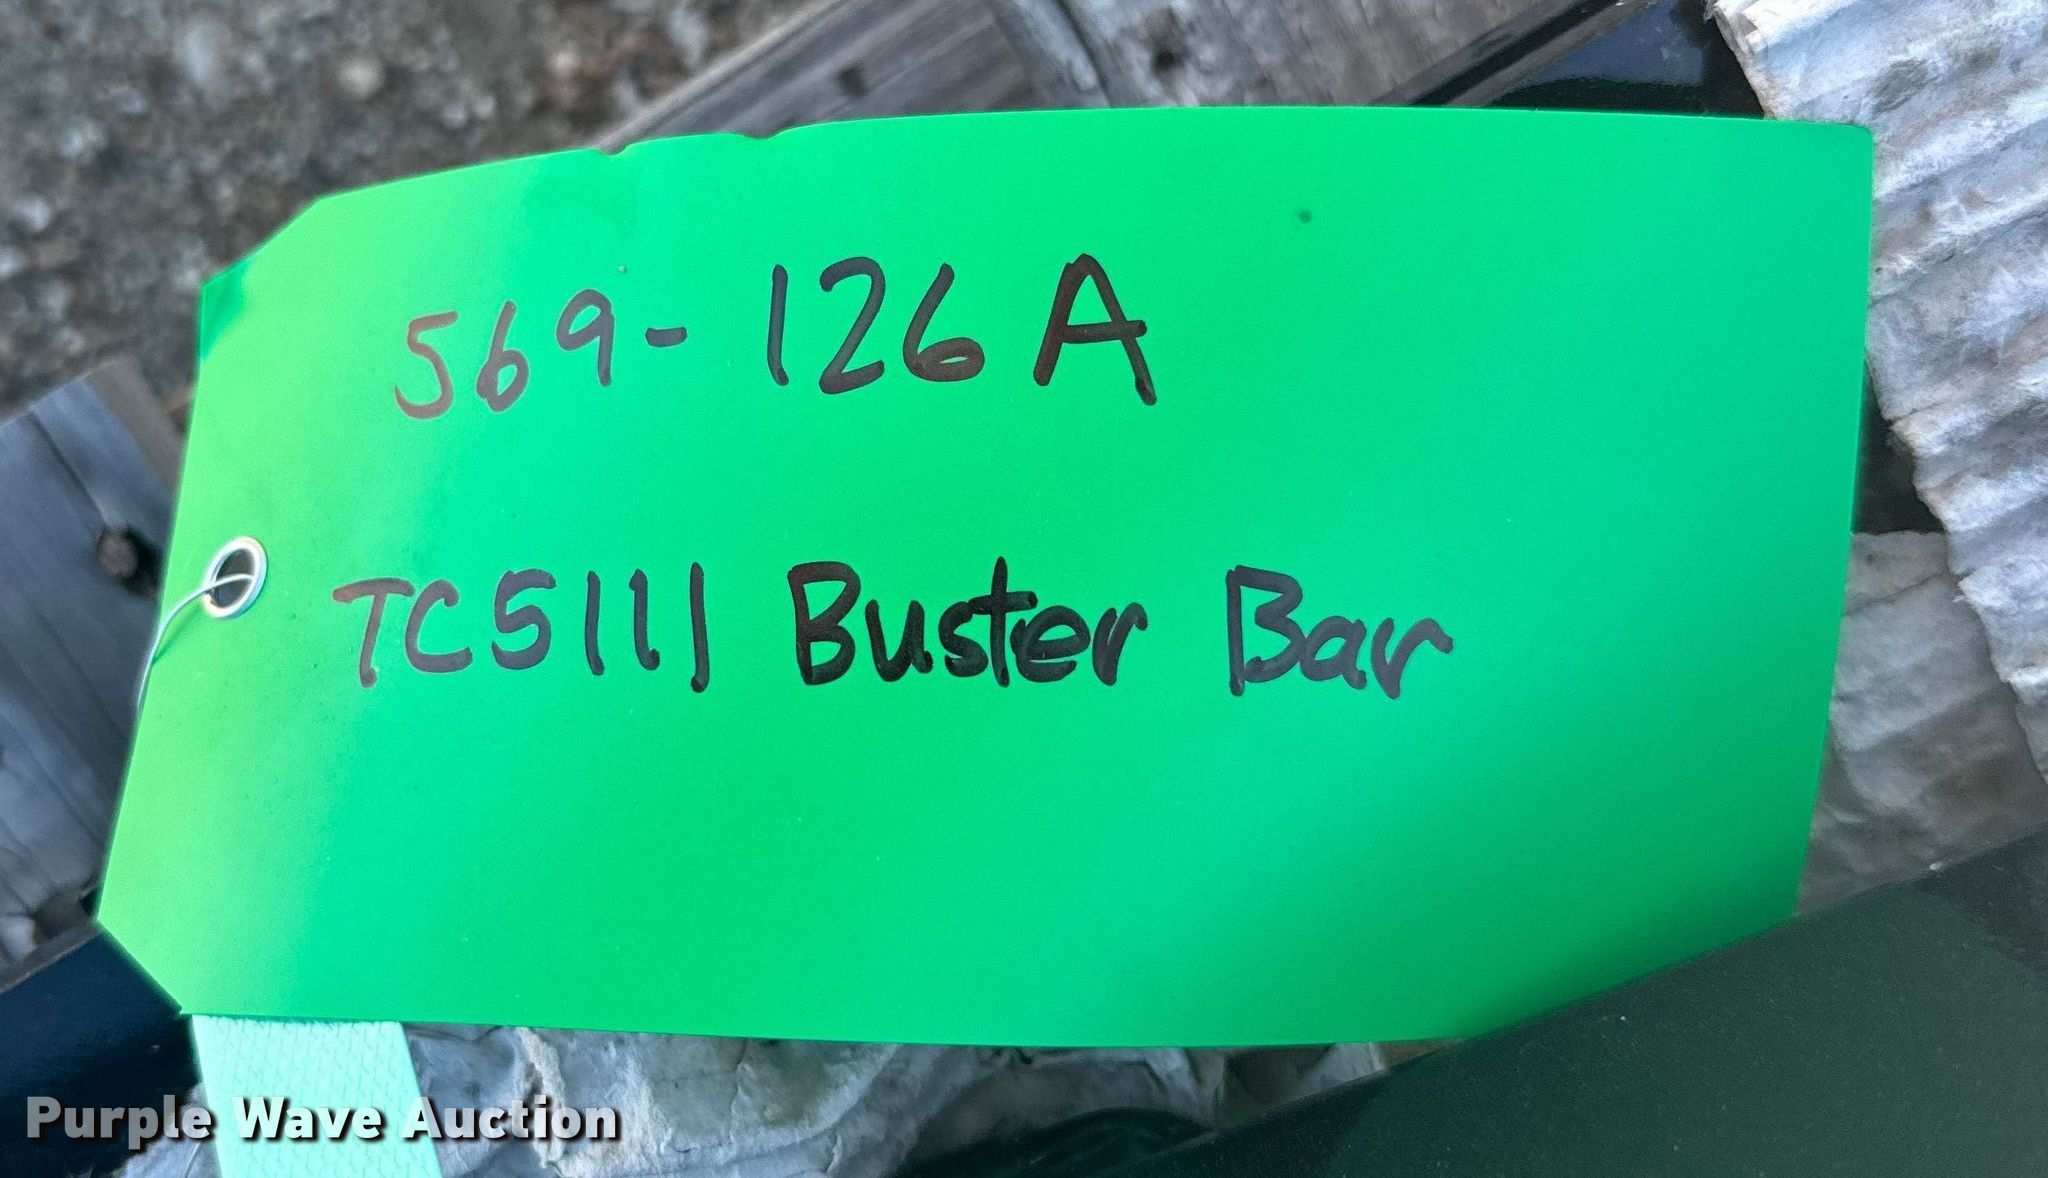 569-126A
TC5111 Buster Bar
Purple Wave Auction